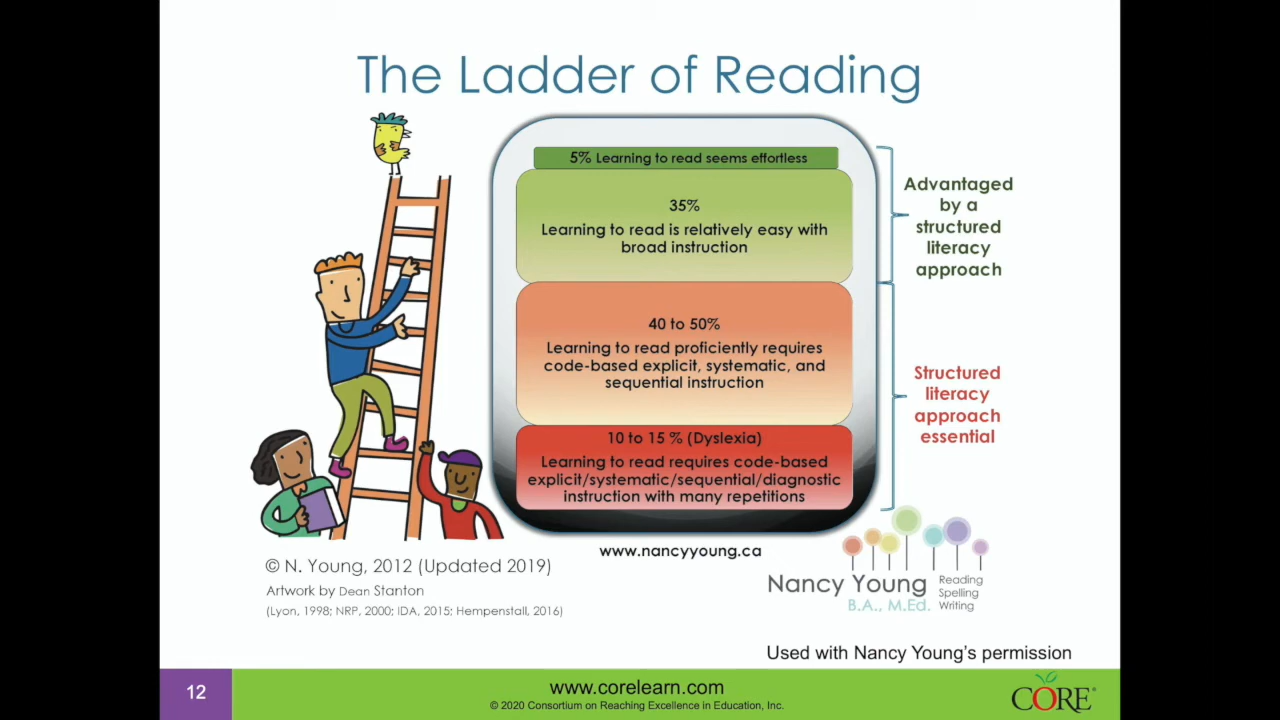 The Ladder of Reading
5% Learning to read seems effortless
35%
Learning to read is relatively easy with
broad instruction
40 to 50%
Learning to read proficiently requires
code-based explicit, systematic, and
sequential instruction
10 to 15 % (Dyslexia)
Learning to read requires code-based
explicit/systematic/sequential/diagnostic
instruction with many repetitions
Advantaged
by a
structured
literacy
approach
Structured
literacy
approach
essential
www.nancyyoung.ca
© N. Young, 2012 (Updated 2019)
Artwork by Dean Stanton
(Lyon, 1998; NRP, 2000; IDA, 2015; Hempenstall, 2016)
Nancy Young
B.A., M.Ed.
Reading
Spelling
Writing
Used with Nancy Young's permission
12
www.corelearn.com
© 2020 Consortium on Reaching Excellence in Education, Inc.
CORE®